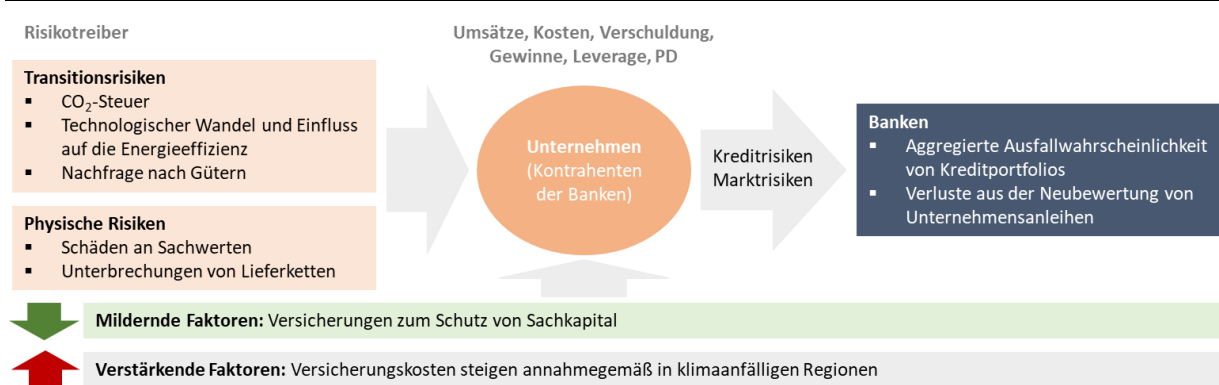 Risikotreiber
Transitionsrisiken
▪ CO₂-Steuer
▪ Technologischer Wandel und Einfluss
auf die Energieeffizienz
▪ Nachfrage nach Gütern
Physische Risiken
▪ Schäden an Sachwerten
▪ Unterbrechungen von Lieferketten
Umsätze, Kosten, Verschuldung,
Gewinne, Leverage, PD
Unternehmen
(Kontrahenten
der Banken)
Kreditrisiken
Marktrisiken
Banken
▪ Aggregierte Ausfallwahrscheinlichkeit
von Kreditportfolios
▪ Verluste aus der Neubewertung von
Unternehmensanleihen
Mildernde Faktoren: Versicherungen zum Schutz von Sachkapital
Verstärkende Faktoren: Versicherungskosten steigen annahmegemäß in klimaanfälligen Regionen